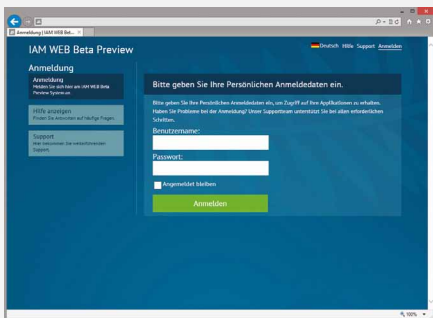 Anmeldung | IAM WEB Bet...
IAM WEB Beta Preview
Deutsch Hilfe Support Anmelden
Anmeldung
Anmeldung
Melden Sie sich hier am IAM WEB Beta
Preview System an.
Hilfe anzeigen
Finden Sie Antworten auf häufige Fragen.
Support
Hier bekommen Sie weiterführenden
Support.
Bitte geben Sie Ihre Persönlichen Anmeldedaten ein.
Bitte geben Sie Ihre Persönlichen Anmeldedaten ein, um Zugriff auf Ihre Applikationen zu erhalten.
Haben Sie Probleme bei der Anmeldung? Unser Supportteam unterstützt Sie bei allen erforderlichen
Schritten.
Benutzername:
Passwort:
Angemeldet bleiben
Anmelden
100%